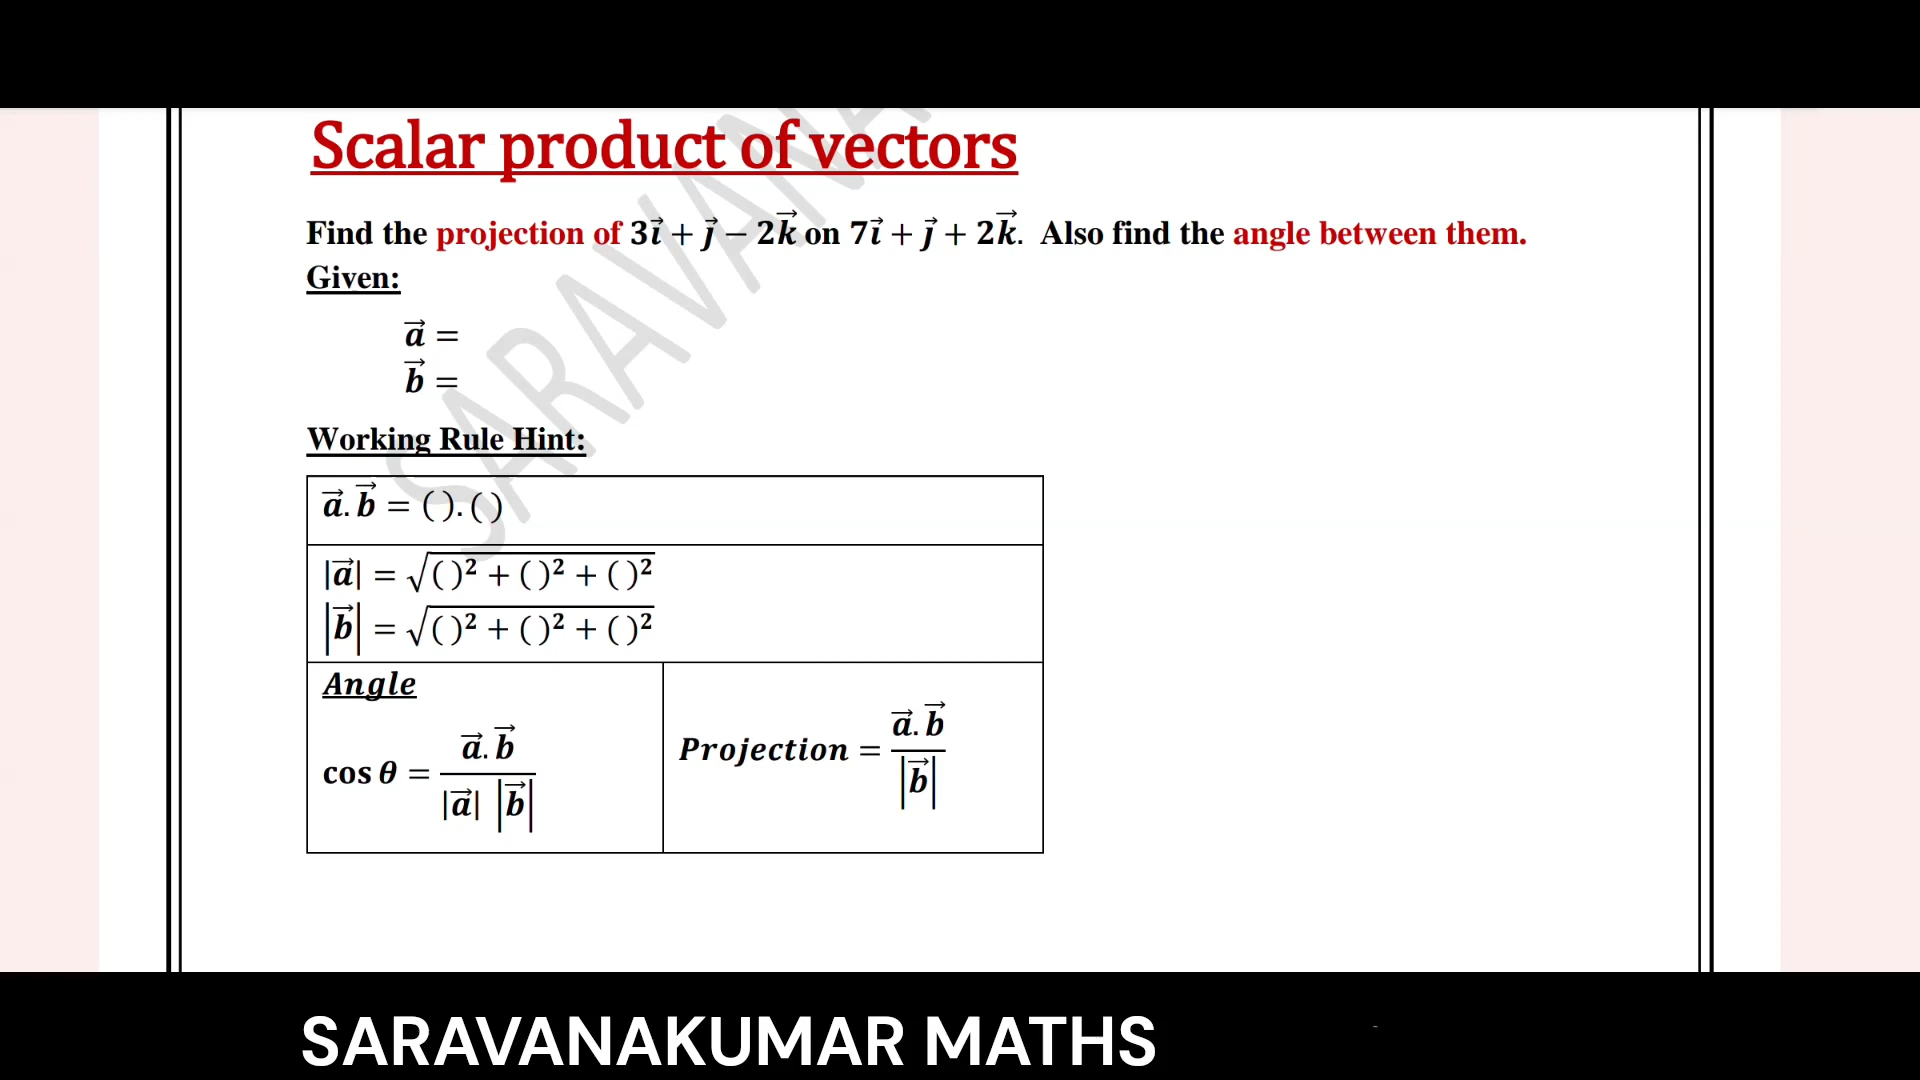 Scalar product of vectors
Find the projection of 3i⃗ + j⃗ − 2k⃗ on 7i⃗ + j⃗ + 2k⃗. Also find the angle between them.
Given:
a⃗ =
b⃗ =
Working Rule Hint:
a⃗. b⃗ = ( ). ( )
|a⃗| = √( )² + ( )² + ( )²
|b⃗| = √( )² + ( )² + ( )²
Angle
cos θ = a⃗. b⃗ / |a⃗| |b⃗|
Projection = a⃗. b⃗ / |b⃗|
SARAVANAKUMAR MATHS